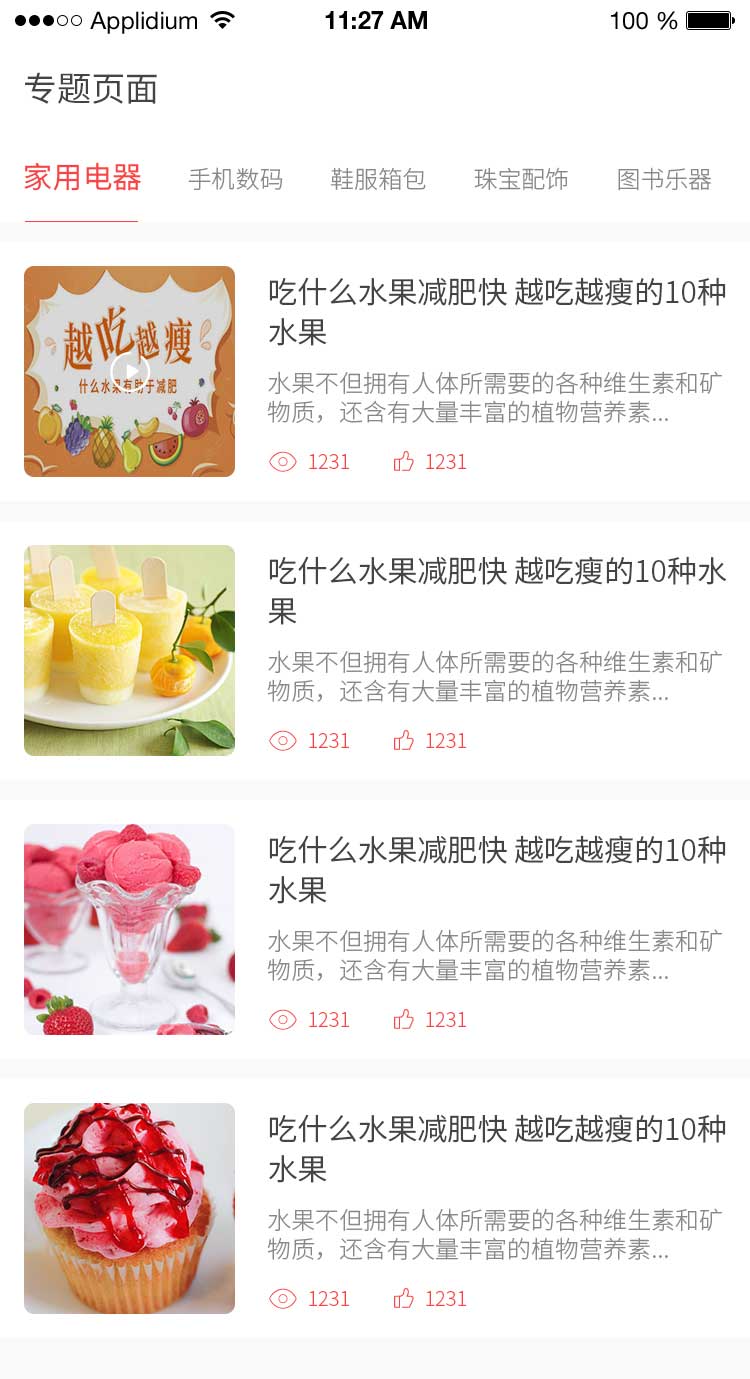 Applidium 11:27 AM 100 %
专题页面
家用电器 手机数码 鞋服箱包 珠宝配饰 图书乐器
越吃越瘦
什么水果有助于减肥
吃什么水果减肥快 越吃越瘦的10种
水果
水果不但拥有人体所需要的各种维生素和矿
物质，还含有大量丰富的植物营养素...
1231 1231
吃什么水果减肥快 越吃瘦的10种水
果
水果不但拥有人体所需要的各种维生素和矿
物质，还含有大量丰富的植物营养素...
1231 1231
吃什么水果减肥快 越吃越瘦的10种
水果
水果不但拥有人体所需要的各种维生素和矿
物质，还含有大量丰富的植物营养素...
1231 1231
吃什么水果减肥快 越吃越瘦的10种
水果
水果不但拥有人体所需要的各种维生素和矿
物质，还含有大量丰富的植物营养素...
1231 1231